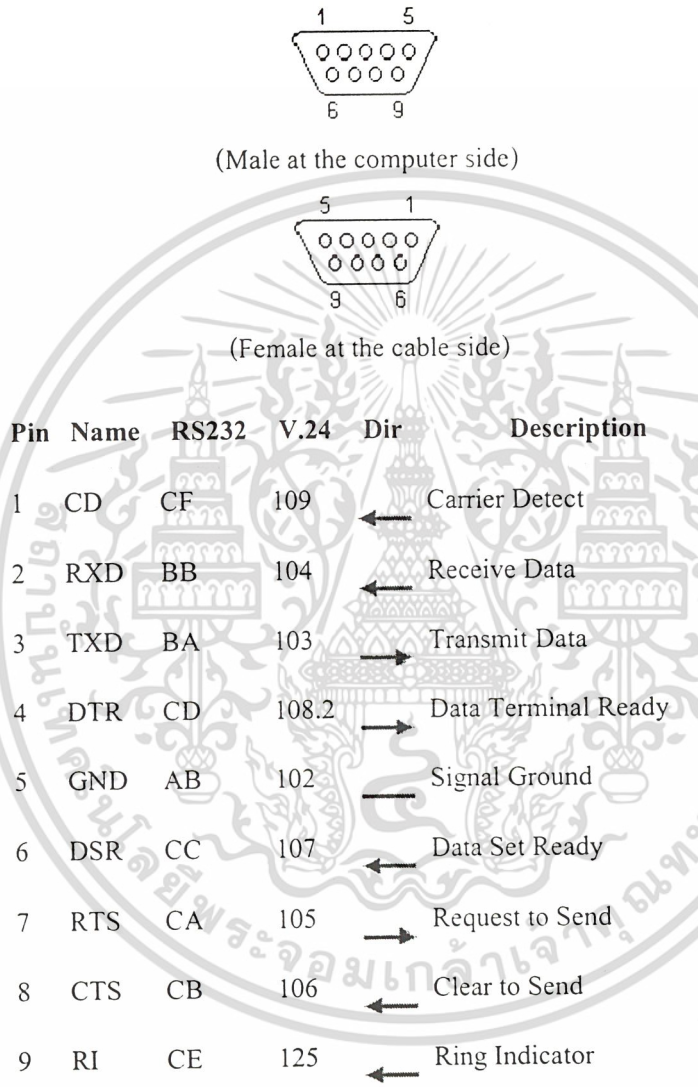 1 5
6 9
(Male at the computer side)
5 1
9 6
(Female at the cable side)
Pin Name RS232 V.24 Dir Description
1 CD CF 109 Carrier Detect
2 RXD BB 104 Receive Data
3 TXD BA 103 Transmit Data
4 DTR CD 108.2 Data Terminal Ready
5 GND AB 102 Signal Ground
6 DSR CC 107 Data Set Ready
7 RTS CA 105 Request to Send
8 CTS CB 106 Clear to Send
9 RI CE 125 Ring Indicator